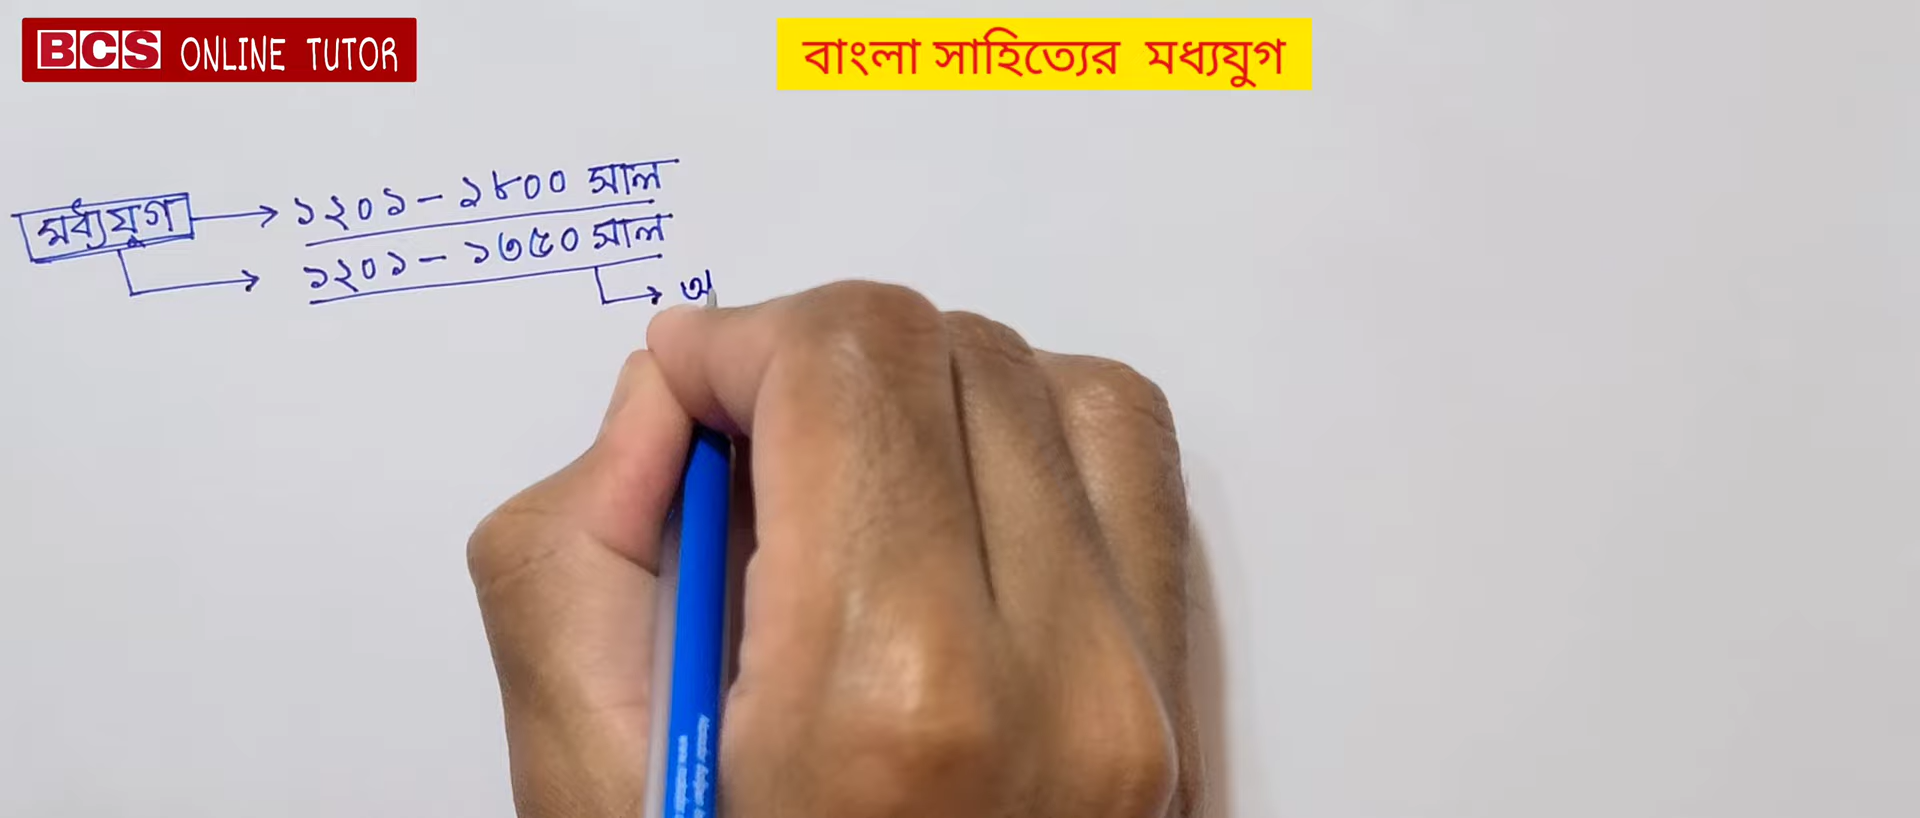 BCS ONLINE TUTOR
বাংলা সাহিত্যের মধ্যযুগ
মধ্যযুগ → ১২০১ – ১৮০০ সাল
→ ১২০১ – ১৩৫০ সাল
→ অ